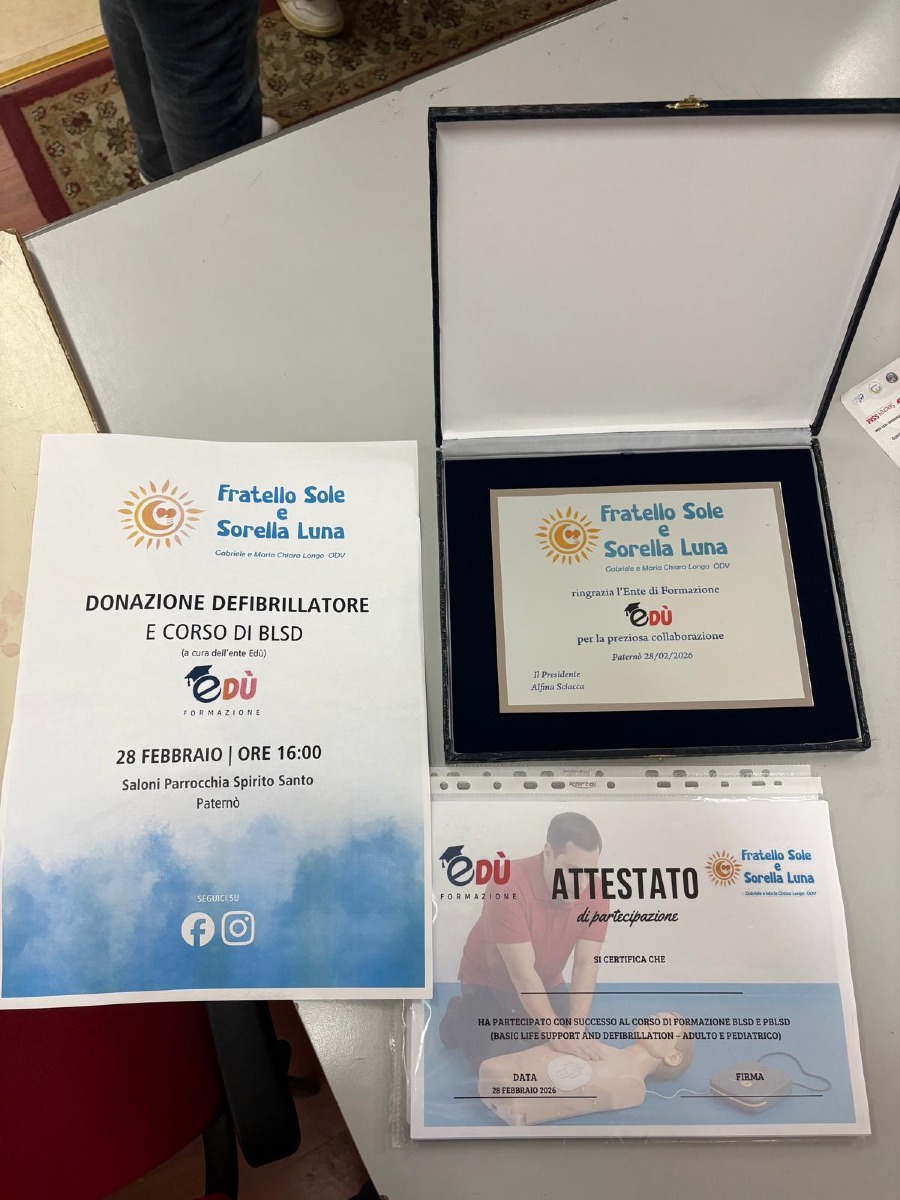 Fratello Sole
e
Sorella Luna
Gabriele e Maria Chiara Longo ODV
DONAZIONE DEFIBRILLATORE
E CORSO DI BLSD
(a cura dell'ente Edù)
EDÙ
FORMAZIONE
28 FEBBRAIO | ORE 16:00
Saloni Parrocchia Spirito Santo
Paternò
SEGUICI SU
Fratello Sole
e
Sorella Luna
Gabriele e Maria Chiara Longo ODV
ringrazia l'Ente di Formazione
EDÙ
per la preziosa collaborazione
Paternò 28/02/2026
Il Presidente
Alfina Sciacca
EDÙ
FORMAZIONE
ATTESTATO
di partecipazione
Fratello Sole
e
Sorella Luna
Gabriele e Maria Chiara Longo ODV
SI CERTIFICA CHE
HA PARTECIPATO CON SUCCESSO AL CORSO DI FORMAZIONE BLSD E PBLSD
(BASIC LIFE SUPPORT AND DEFIBRILLATION – ADULTO E PEDIATRICO)
DATA
28 FEBBRAIO 2026
FIRMA